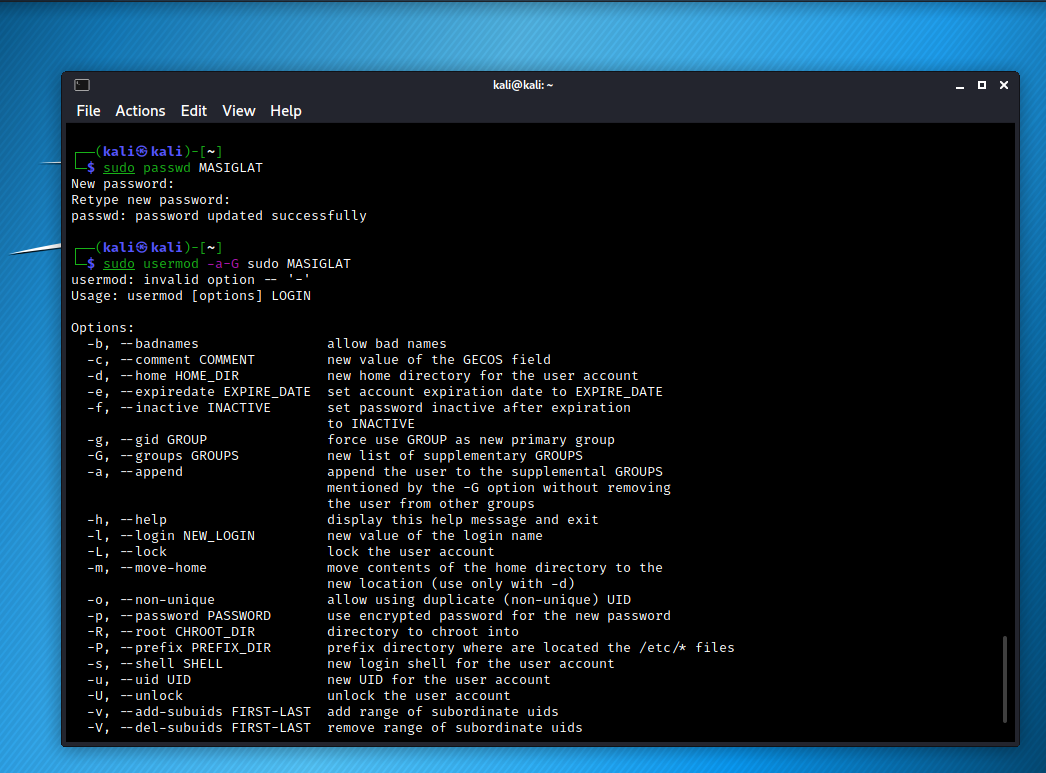 kali@kali: ~
File Actions Edit View Help
┌──(kali㉿kali)-[~]
└─$ sudo passwd MASIGLAT
New password:
Retype new password:
passwd: password updated successfully
┌──(kali㉿kali)-[~]
└─$ sudo usermod -a-G sudo MASIGLAT
usermod: invalid option -- '-'
Usage: usermod [options] LOGIN
Options:
-b, --badnames allow bad names
-c, --comment COMMENT new value of the GECOS field
-d, --home HOME_DIR new home directory for the user account
-e, --expiredate EXPIRE_DATE set account expiration date to EXPIRE_DATE
-f, --inactive INACTIVE set password inactive after expiration
to INACTIVE
-g, --gid GROUP force use GROUP as new primary group
-G, --groups GROUPS new list of supplementary GROUPS
-a, --append append the user to the supplemental GROUPS
mentioned by the -G option without removing
the user from other groups
-h, --help display this help message and exit
-l, --login NEW_LOGIN new value of the login name
-L, --lock lock the user account
-m, --move-home move contents of the home directory to the
new location (use only with -d)
-o, --non-unique allow using duplicate (non-unique) UID
-p, --password PASSWORD use encrypted password for the new password
-R, --root CHROOT_DIR directory to chroot into
-P, --prefix PREFIX_DIR prefix directory where are located the /etc/* files
-s, --shell SHELL new login shell for the user account
-u, --uid UID new UID for the user account
-U, --unlock unlock the user account
-v, --add-subuids FIRST-LAST add range of subordinate uids
-V, --del-subuids FIRST-LAST remove range of subordinate uids